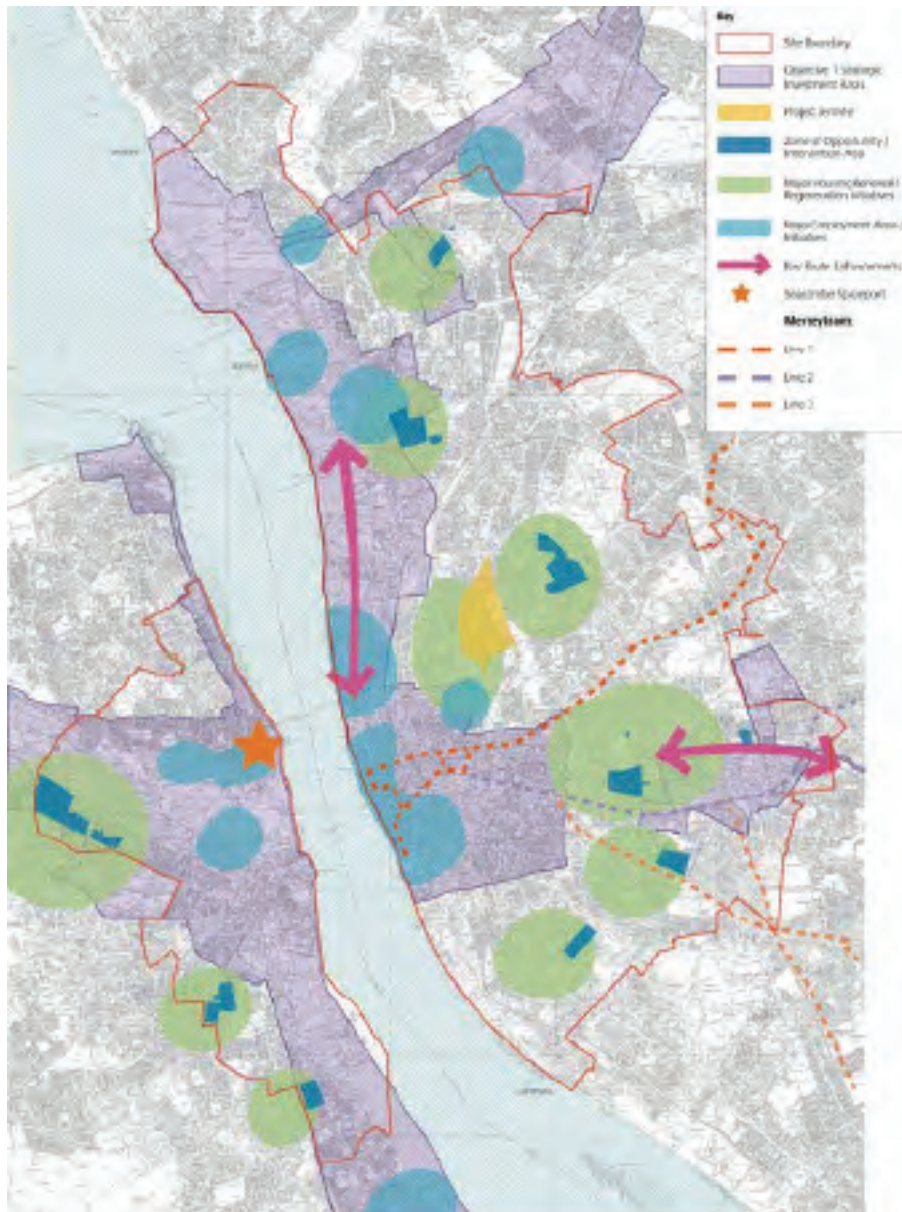 Key
Site Boundary
Objective 1 Strategic
Investment Areas
Project Jennifer
Zone of Opportunity /
Intervention Area
Major Housing Renewal /
Regeneration Initiatives
Major Employment Areas /
Initiatives
Key Route Enhancements
Seacombe Spaceport
Merseytram
Line 1
Line 2
Line 3